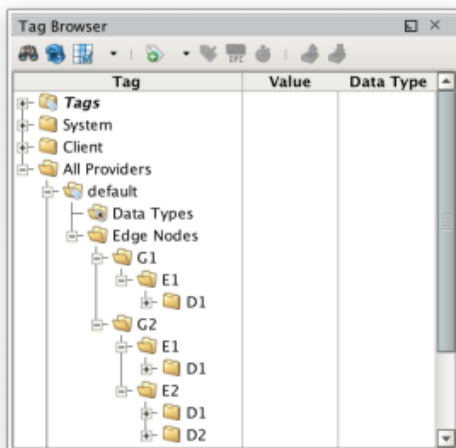 Tag Browser
OPC
Tag Value Data Type
Tags
System
Client
All Providers
default
Data Types
Edge Nodes
G1
E1
D1
G2
E1
D1
E2
D1
D2